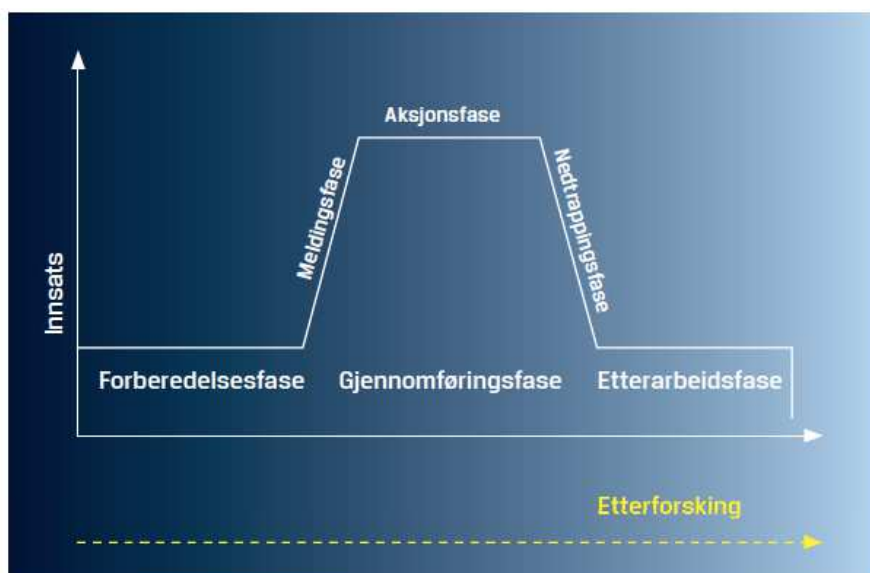 Aksjonsfase
Meldingsfase
Nedtrappingsfase
Innsats
Forberedelsesfase
Gjennomføringsfase
Etterarbeidsfase
Etterforsking